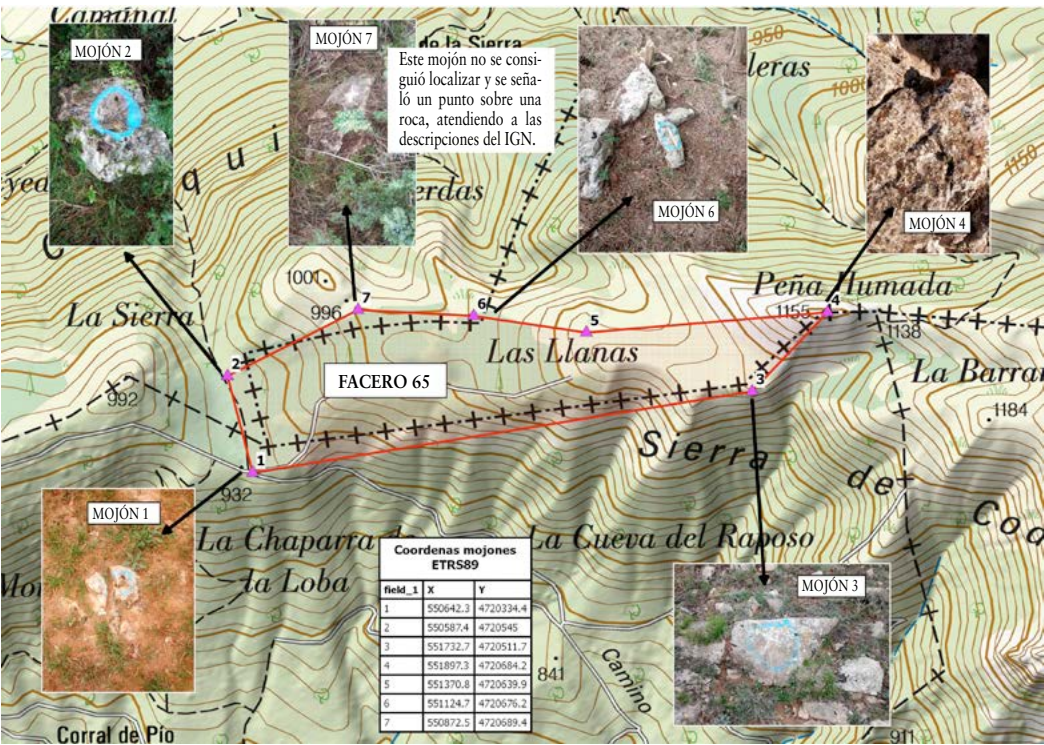 Camunal
MOJÓN 2
MOJÓN 7
de la Sierra
Este mojón no se consi-
guió localizar y se seña-
ló un punto sobre una
roca, atendiendo a las
descripciones del IGN.
950
leras
1000
1150
3
MOJÓN 6
MOJÓN 4
qui
erdas
C
1001
996
7
6
5
4
Peña Humada
1155
1138
La Sierra
2
Las Llanas
FACERO 65
3
La Barran
992
1184
1
932
Sierra
de
Cod
MOJÓN 1
La Chaparra de
la Loba
La Cueva del Raposo
Coordenas mojones
ETRS89
field_1 X Y
1 550642.3 4720334.4
2 550587.4 4720545
3 551732.7 4720511.7
4 551897.3 4720684.2
5 551370.8 4720639.9
6 551124.7 4720676.2
7 550872.5 4720689.4
MOJÓN 3
841
Camino
Corral de Pío
911